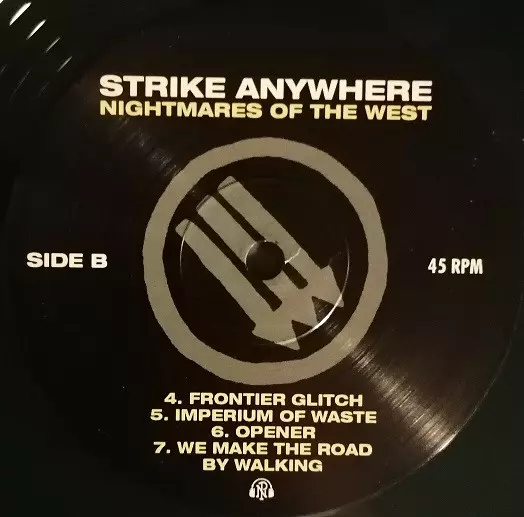 STRIKE ANYWHERE
NIGHTMARES OF THE WEST
SIDE B
45 RPM
4. FRONTIER GLITCH
5. IMPERIUM OF WASTE
6. OPENER
7. WE MAKE THE ROAD
BY WALKING